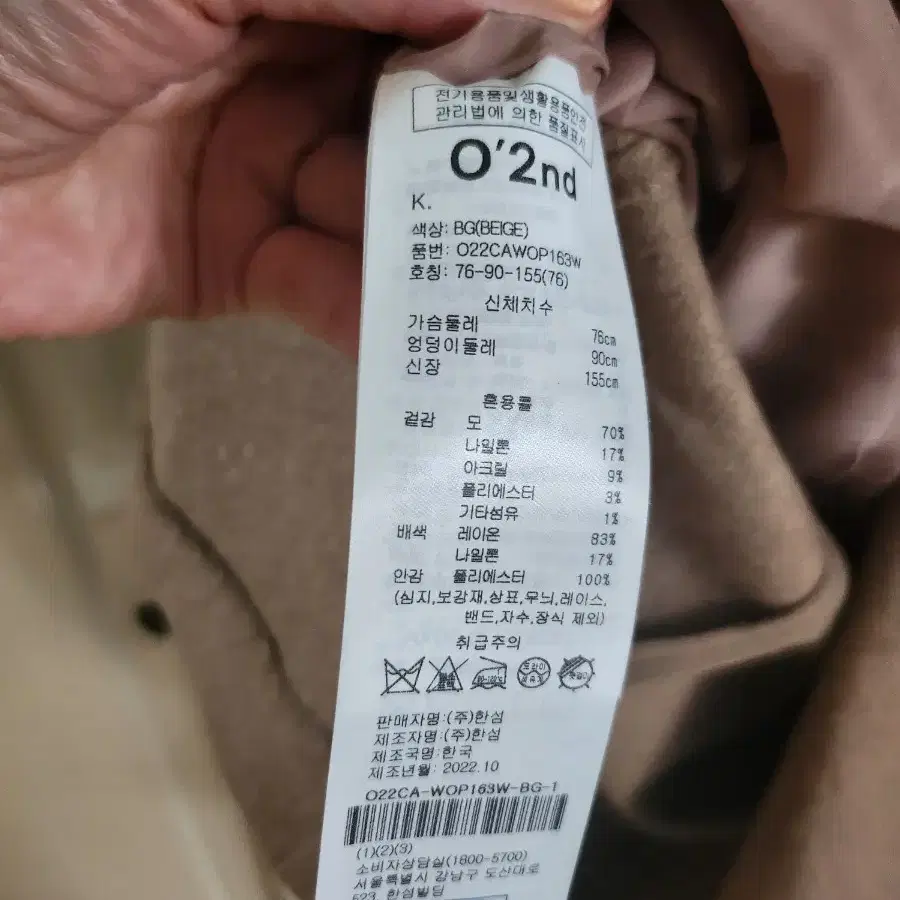 전기용품및생활용품안전
관리법에 의한 품질표시
O'2nd
K.
색상: BG(BEIGE)
품번: O22CAWOP163W
호칭: 76-90-155(76)
신체치수
가슴둘레 76cm
엉덩이둘레 90cm
신장 155cm
혼용률
겉감 모 70%
나일론 17%
아크릴 9%
폴리에스터 3%
기타섬유 1%
배색 레이온 83%
나일론 17%
안감 폴리에스터 100%
(심지,보강재,상표,무늬,레이스,
밴드,자수,장식 제외)
취급주의
드라이
판매자명:(주)한섬
제조자명:(주)한섬
제조국명:한국
제조년월: 2022.10
O22CA-WOP163W-BG-1
(1)(2)(3)
소비자상담실(1800-5700)
서울특별시 강남구 도산대로
523 한섬빌딩